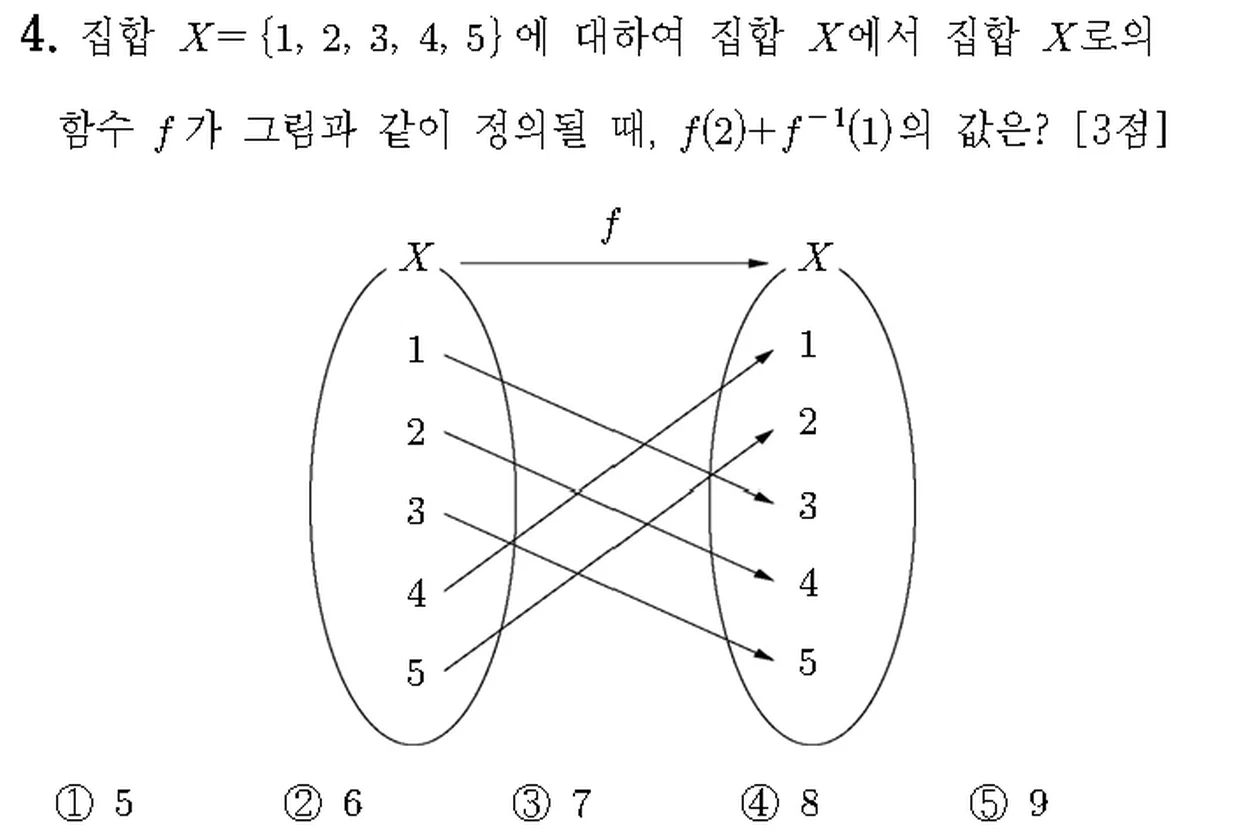 4. 집합 X={1, 2, 3, 4, 5}에 대하여 집합 X에서 집합 X로의
함수 f가 그림과 같이 정의될 때, f(2)+f⁻¹(1)의 값은? [3점]
f
X X
1 1
2 2
3 3
4 4
5 5
① 5 ② 6 ③ 7 ④ 8 ⑤ 9